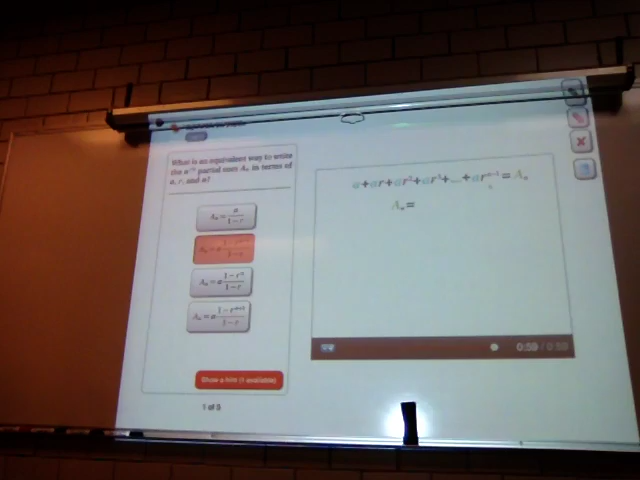 What is an equivalent way to write
the nᵗʰ partial sum Aₙ in terms of
a, r, and n?
Aₙ = a/(1-r)
Aₙ = a (1-rⁿ)/(1-r)
Aₙ = a (1-rⁿ⁺¹)/(1-r)
Show a hint (1 available)
1 of 5
a+ar+ar²+ar³+...+arⁿ⁻¹=Aₙ
Aₙ=
0:59 / 0:59